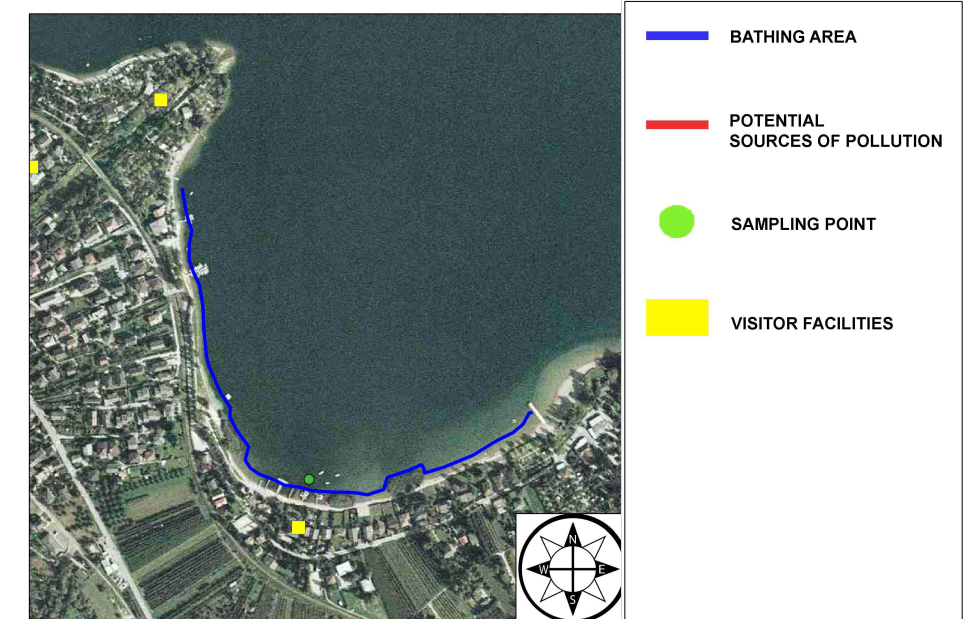 BATHING AREA
POTENTIAL
SOURCES OF POLLUTION
SAMPLING POINT
VISITOR FACILITIES
N
W E
S